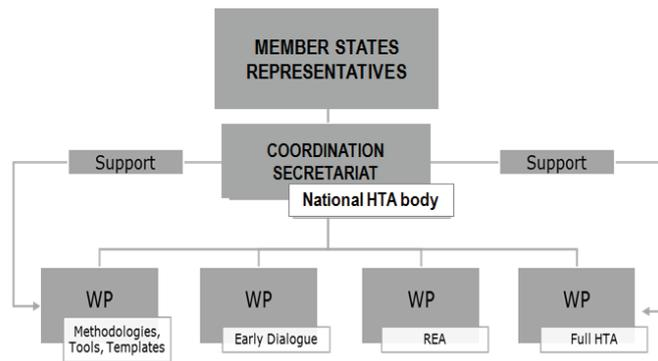 MEMBER STATES
REPRESENTATIVES
Support
COORDINATION
SECRETARIAT
National HTA body
Support
WP
Methodologies,
Tools, Templates
WP
Early Dialogue
WP
REA
WP
Full HTA